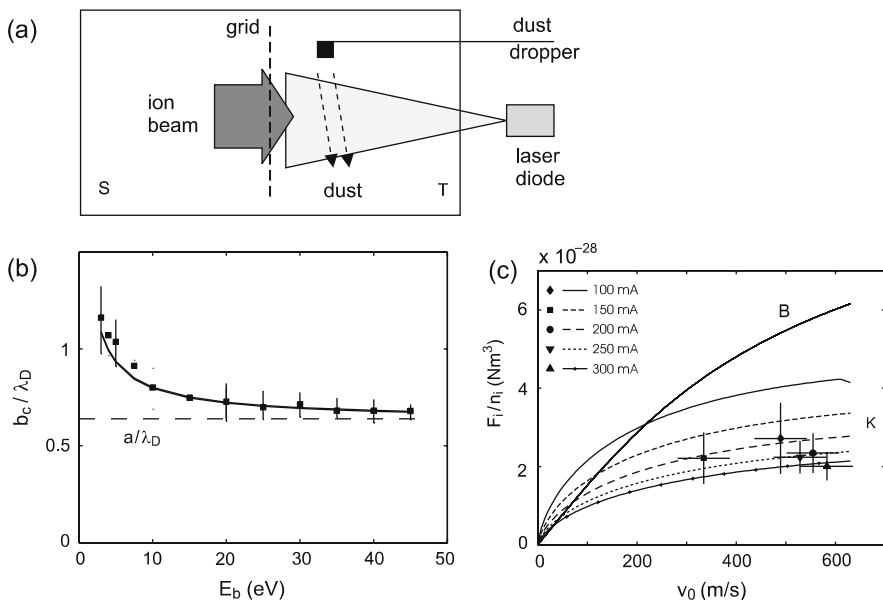 (a)
grid
dust
dropper
ion
beam
laser
diode
S
dust
T
(b)
b_c / λ_D
1
0.5
0
a/λ_D
0 10 20 30 40 50
E_b (eV)
(c)
x 10^−28
F_i/n_i (Nm^3)
6
4
2
0
100 mA
150 mA
200 mA
250 mA
300 mA
B
K
0 200 400 600
v_0 (m/s)